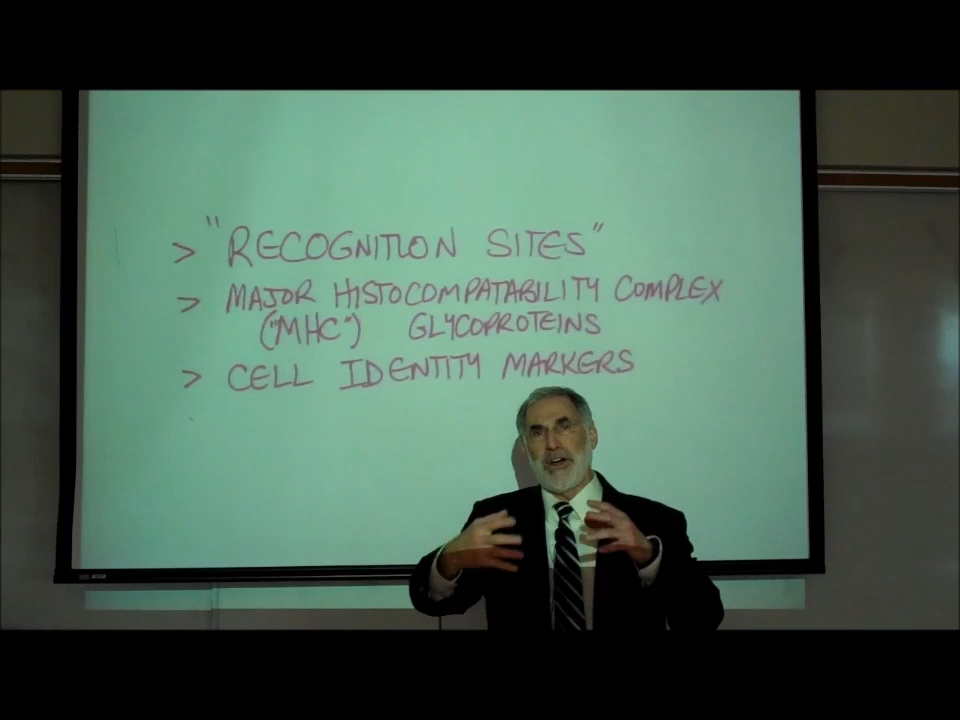 > "RECOGNITION SITES"
> MAJOR HISTOCOMPATABILITY COMPLEX
("MHC") GLYCOPROTEINS
> CELL IDENTITY MARKERS